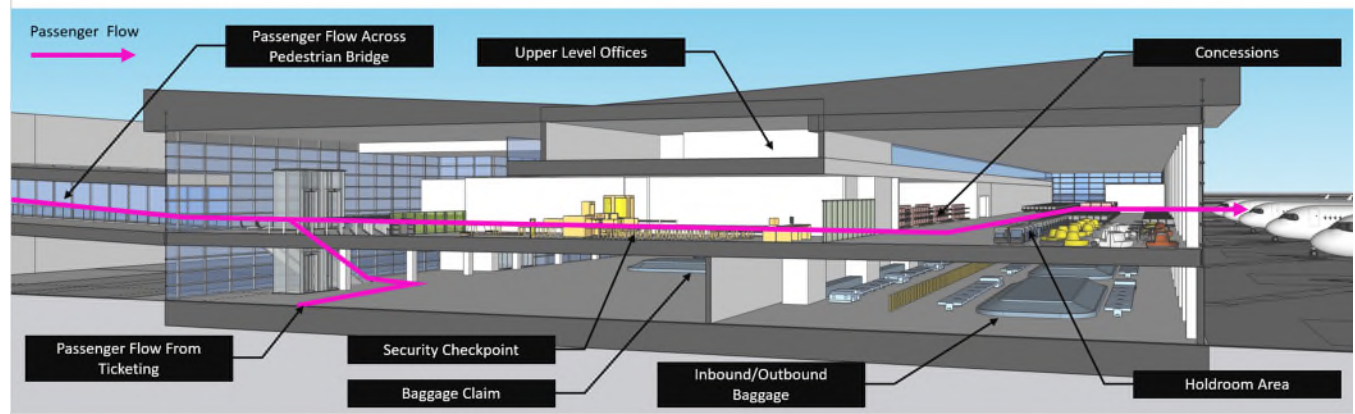 Passenger Flow
Passenger Flow Across
Pedestrian Bridge
Upper Level Offices
Concessions
Passenger Flow From
Ticketing
Security Checkpoint
Baggage Claim
Inbound/Outbound
Baggage
Holdroom Area